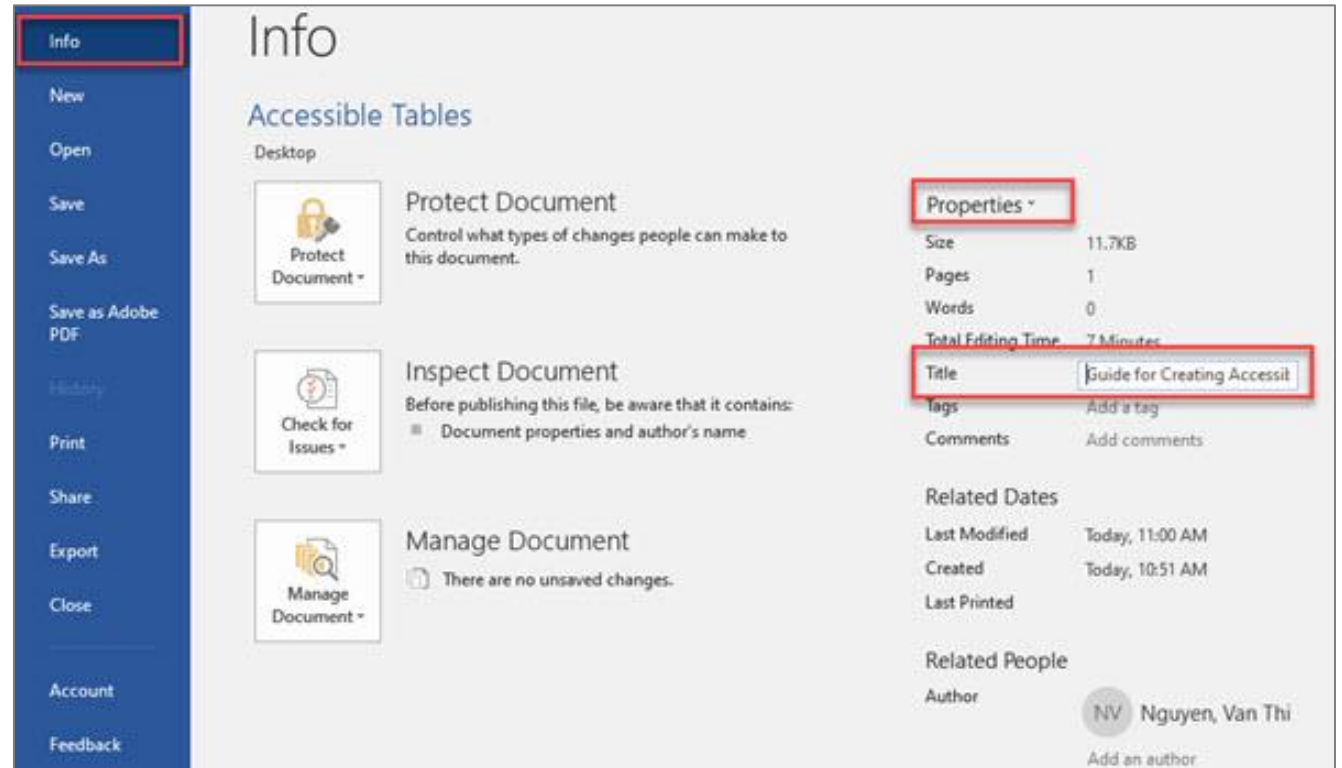 Info
New
Open
Save
Save As
Save as Adobe
PDF
History
Print
Share
Export
Close
Account
Feedback
Info
Accessible Tables
Desktop
Protect
Document
Protect Document
Control what types of changes people can make to
this document.
Check for
Issues
Inspect Document
Before publishing this file, be aware that it contains:
Document properties and author's name
Manage
Document
Manage Document
There are no unsaved changes.
Properties
Size 11.7KB
Pages 1
Words 0
Total Editing Time 7 Minutes
Title Guide for Creating Accessib
Tags Add a tag
Comments Add comments
Related Dates
Last Modified Today, 11:00 AM
Created Today, 10:51 AM
Last Printed
Related People
Author
NV Nguyen, Van Thi
Add an author